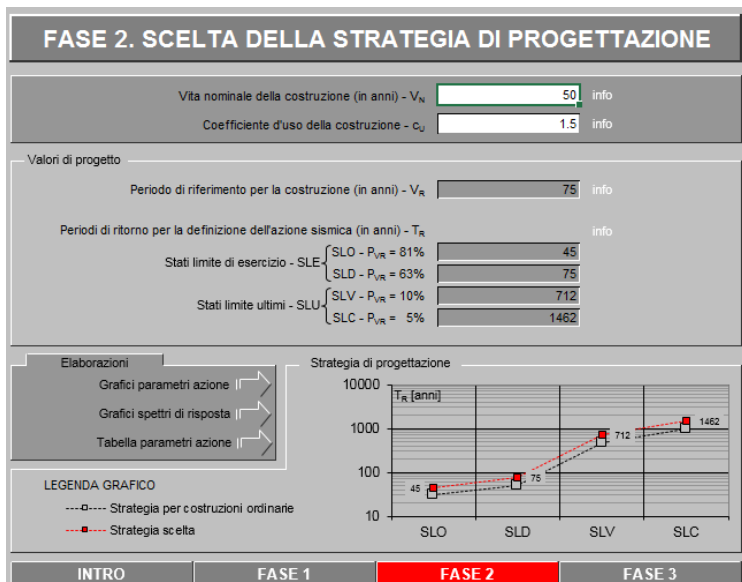 FASE 2. SCELTA DELLA STRATEGIA DI PROGETTAZIONE
Vita nominale della costruzione (in anni) - VN 50 info
Coefficiente d'uso della costruzione - cU 1.5 info
Valori di progetto
Periodo di riferimento per la costruzione (in anni) - VR 75 info
Periodi di ritorno per la definizione dell'azione sismica (in anni) - TR info
Stati limite di esercizio - SLE
SLO - PVR = 81% 45
SLD - PVR = 63% 75
Stati limite ultimi - SLU
SLV - PVR = 10% 712
SLC - PVR = 5% 1462
Elaborazioni
Grafici parametri azione
Grafici spettri di risposta
Tabella parametri azione
LEGENDA GRAFICO
Strategia per costruzioni ordinarie
Strategia scelta
Strategia di progettazione
TR [anni]
10000
1000
100
10
45
75
712
1462
SLO SLD SLV SLC
INTRO FASE 1 FASE 2 FASE 3